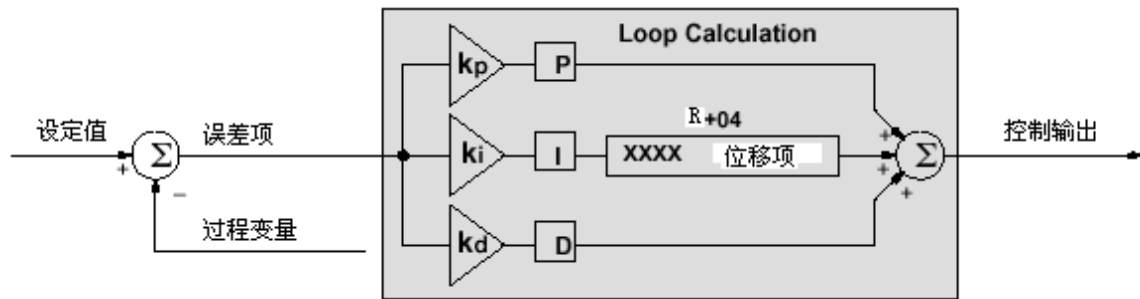 Loop Calculation
kp
P
R+04
设定值
Σ
误差项
ki
I
XXXX 位移项
Σ
控制输出
+
−
+
+
+
过程变量
kd
D